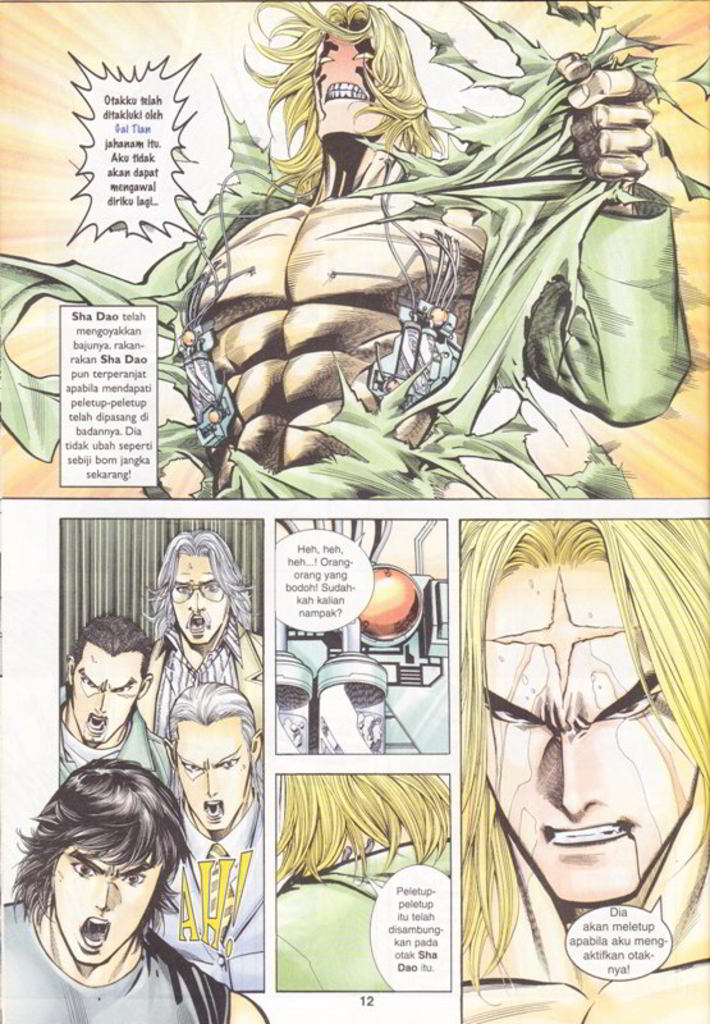 Otakku telah
ditakluki oleh
Gai Tian
jahanam itu.
Aku tidak
akan dapat
mengawal
diriku lagi...
Sha Dao telah
mengoyakkan
bajunya. rakan-
rakan Sha Dao
pun terperanjat
apabila mendapati
peletup-peletup
telah dipasang di
badannya. Dia
tidak ubah seperti
sebiji bom jangka
sekarang!
Heh, heh,
heh...! Orang-
orang yang
bodoh! Sudah-
kah kalian
nampak?
AH!
Peletup-
peletup
itu telah
disambung-
kan pada
otak Sha
Dao itu.
Dia
akan meletup
apabila aku meng-
aktifkan otak-
nya!
12